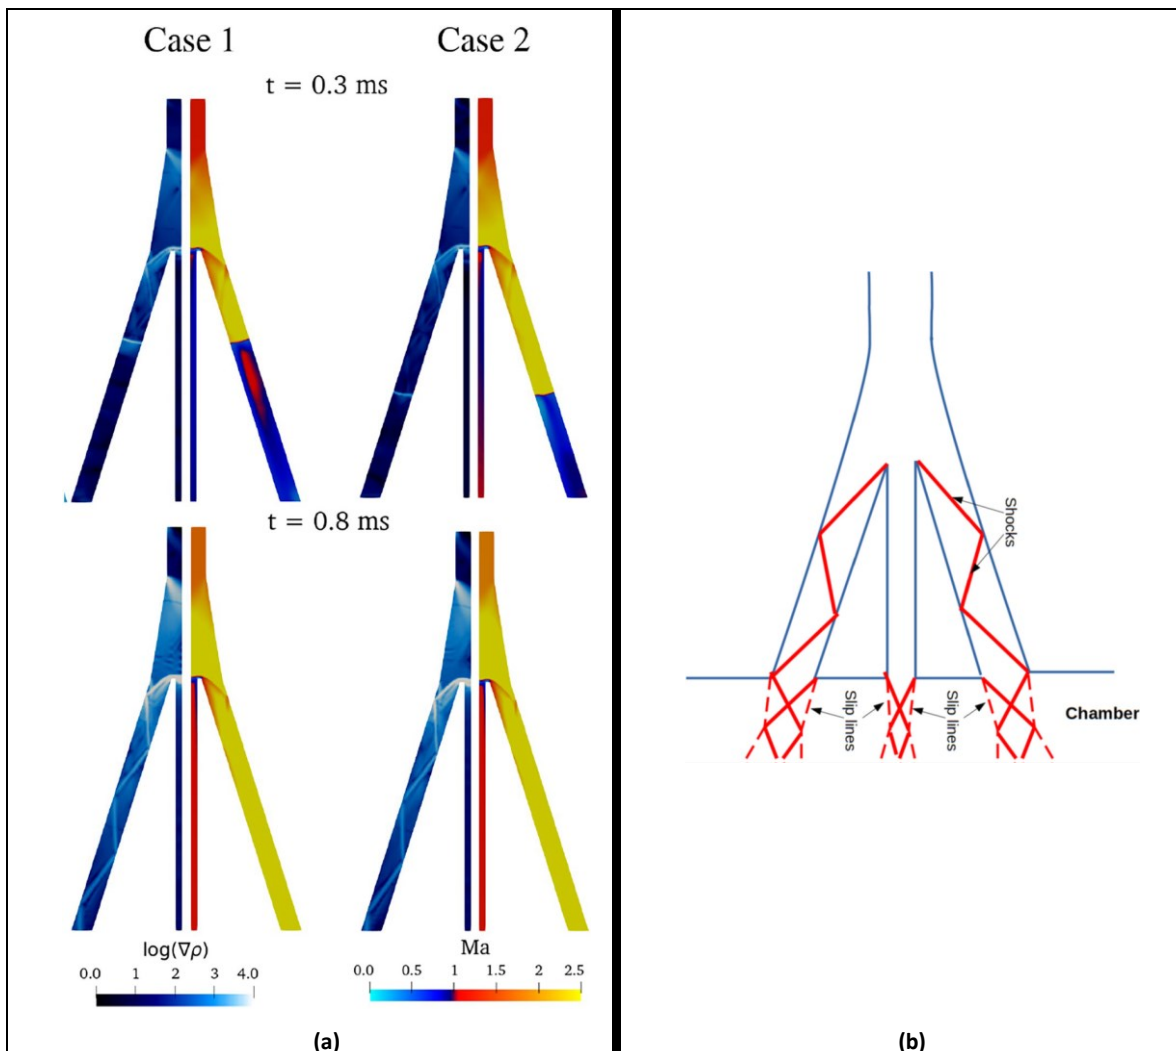 Case 1
Case 2
t = 0.3 ms
t = 0.8 ms
log(∇ρ)
0.0 1 2 3 4.0
Ma
0.0 0.5 1 1.5 2 2.5
(a)
Shocks
Slip lines
Slip lines
Chamber
(b)